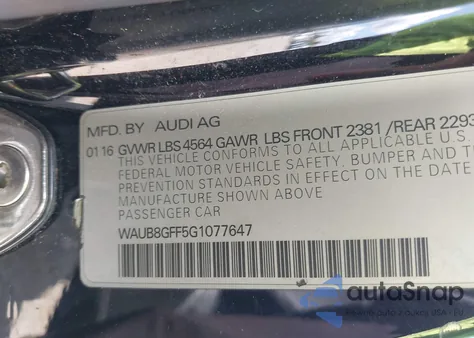 MFD. BY AUDI AG
01 16 GVWR LBS 4564 GAWR LBS FRONT 2381 /REAR 2293
THIS VEHICLE CONFORMS TO ALL APPLICABLE U.S
FEDERAL MOTOR VEHICLE SAFETY, BUMPER AND T
PREVENTION STANDARDS IN EFFECT ON THE DATE
MANUFACTURE SHOWN ABOVE
PASSENGER CAR
WAUB8GFF5G1077647
autoSnap